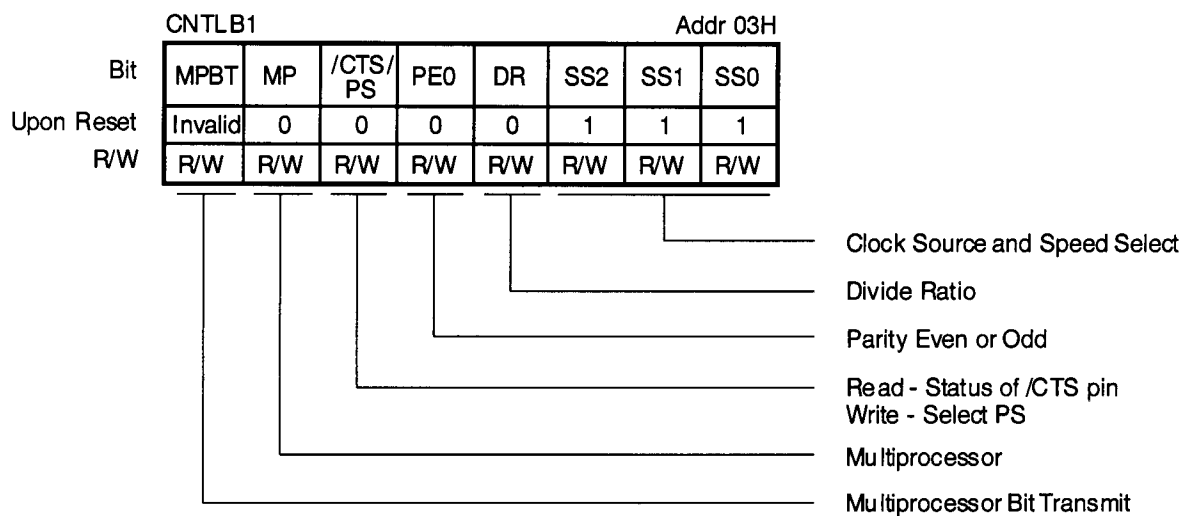 CNTLB1 Addr 03H
Bit MPBT MP /CTS/ PS PE0 DR SS2 SS1 SS0
Upon Reset Invalid 0 0 0 0 1 1 1
R/W R/W R/W R/W R/W R/W R/W R/W R/W
Clock Source and Speed Select
Divide Ratio
Parity Even or Odd
Read - Status of /CTS pin
Write - Select PS
Multiprocessor
Multiprocessor Bit Transmit